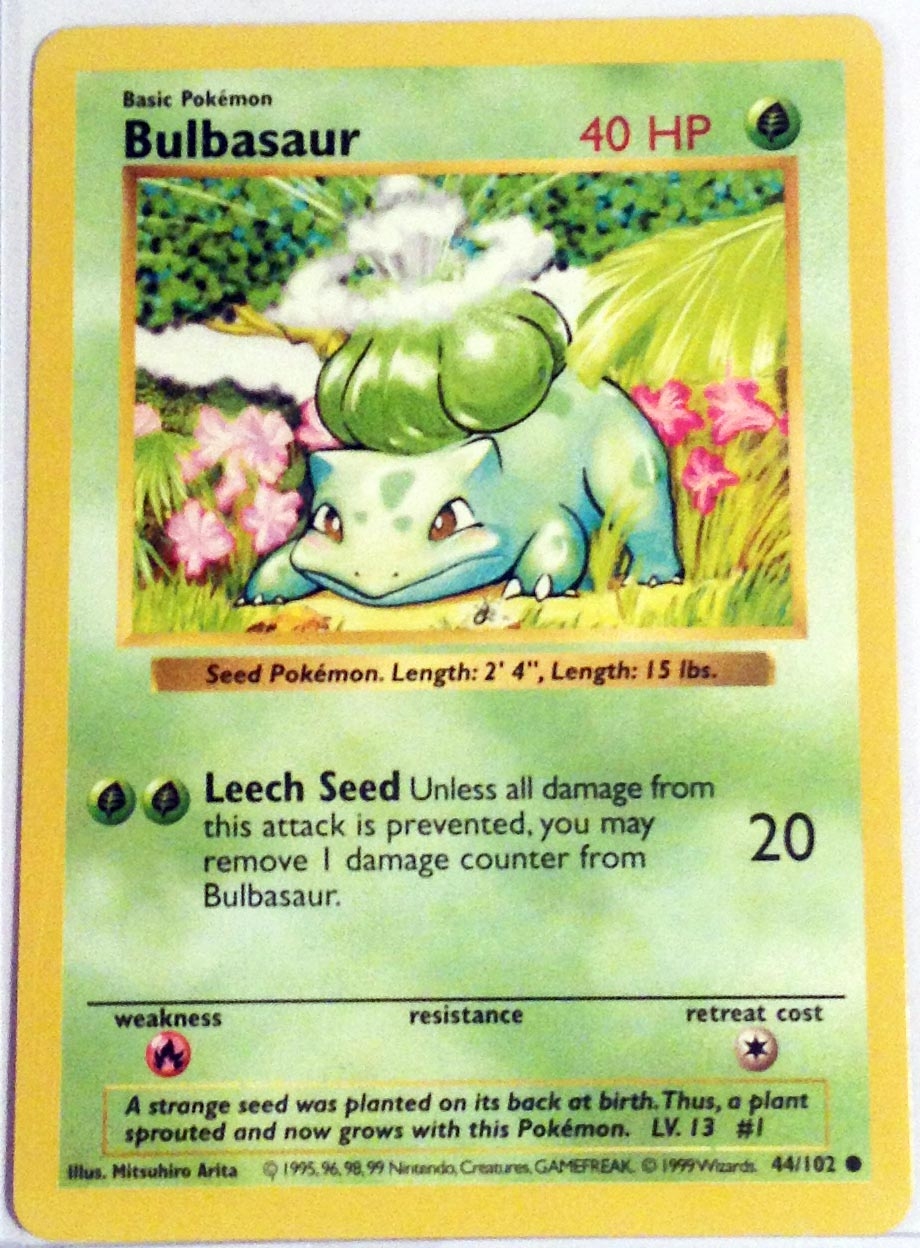 Basic Pokémon
Bulbasaur 40 HP
Seed Pokémon. Length: 2' 4", Length: 15 lbs.
Leech Seed Unless all damage from
this attack is prevented, you may
remove 1 damage counter from
Bulbasaur.
20
weakness resistance retreat cost
A strange seed was planted on its back at birth. Thus, a plant
sprouted and now grows with this Pokémon. LV. 13 #1
Illus. Mitsuhiro Arita © 1995, 96, 98, 99 Nintendo, Creatures, GAMEFREAK. © 1999 Wizards. 44/102